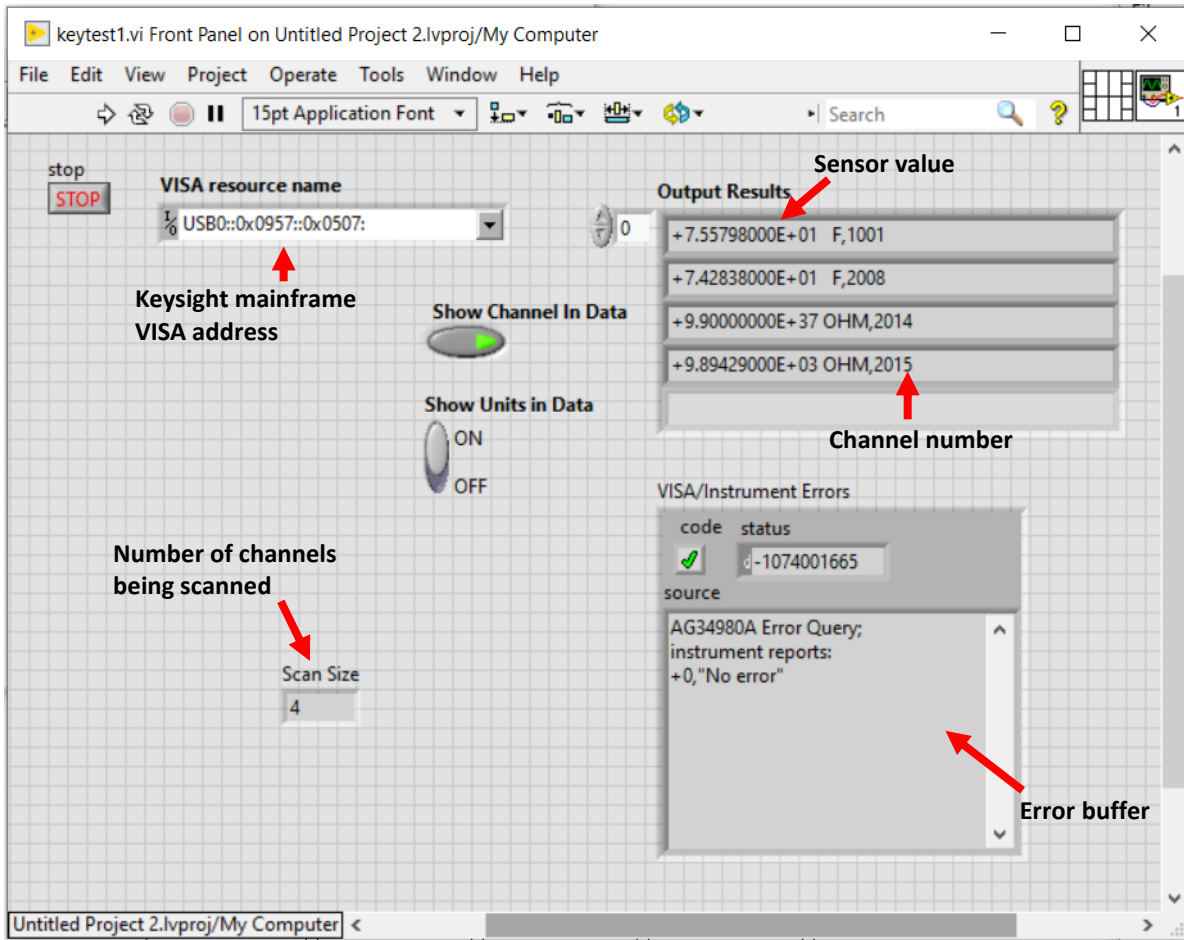 keytest1.vi Front Panel on Untitled Project 2.lvproj/My Computer
File Edit View Project Operate Tools Window Help
15pt Application Font
Search
1
stop
STOP
VISA resource name
USB0::0x0957::0x0507:
Keysight mainframe
VISA address
Show Channel In Data
Show Units in Data
ON
OFF
Number of channels
being scanned
Scan Size
4
Sensor value
Output Results
0
+7.55798000E+01 F,1001
+7.42838000E+01 F,2008
+9.90000000E+37 OHM,2014
+9.89429000E+03 OHM,2015
Channel number
VISA/Instrument Errors
code status
d -1074001665
source
AG34980A Error Query;
instrument reports:
+0,"No error"
Error buffer
Untitled Project 2.lvproj/My Computer